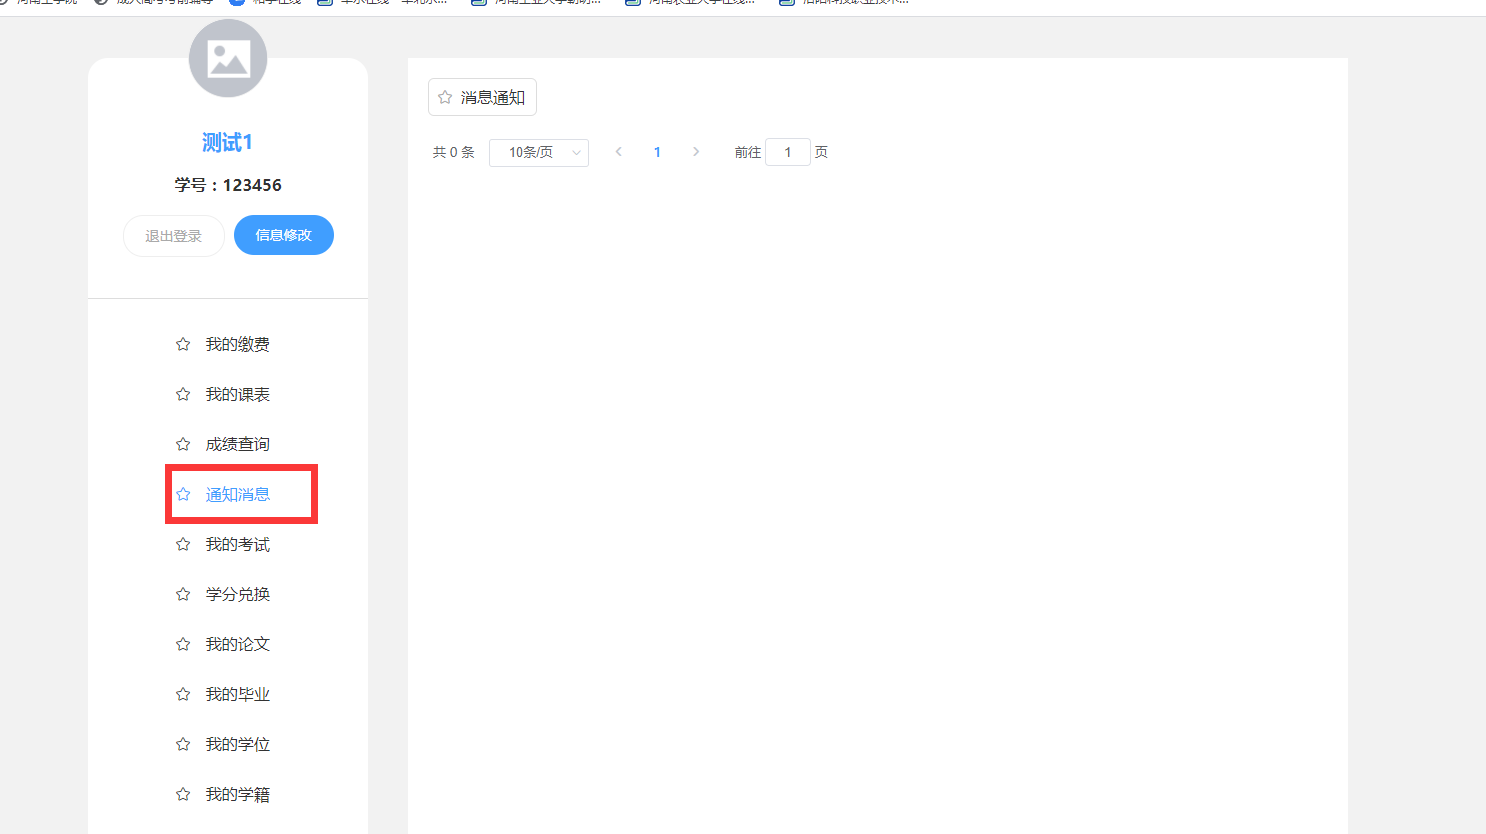 测试1
学号：123456
退出登录 信息修改
我的缴费
我的课表
成绩查询
通知消息
我的考试
学分兑换
我的论文
我的毕业
我的学位
我的学籍
消息通知
共 0 条 10条/页 1 前往 1 页